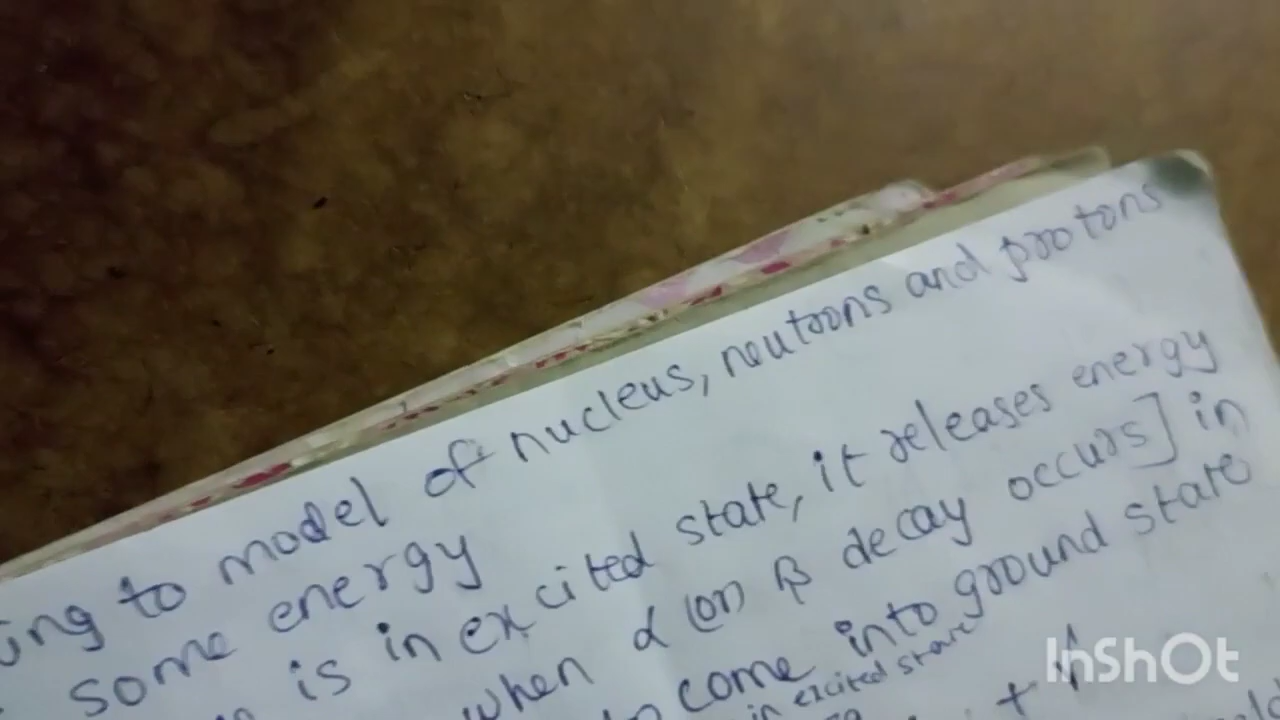 ing to model of nucleus, neutrons and protons
some energy
is in excited state, it releases energy
when α (or) β decay occurs] in
come into ground state
in excited state
+
InShOt